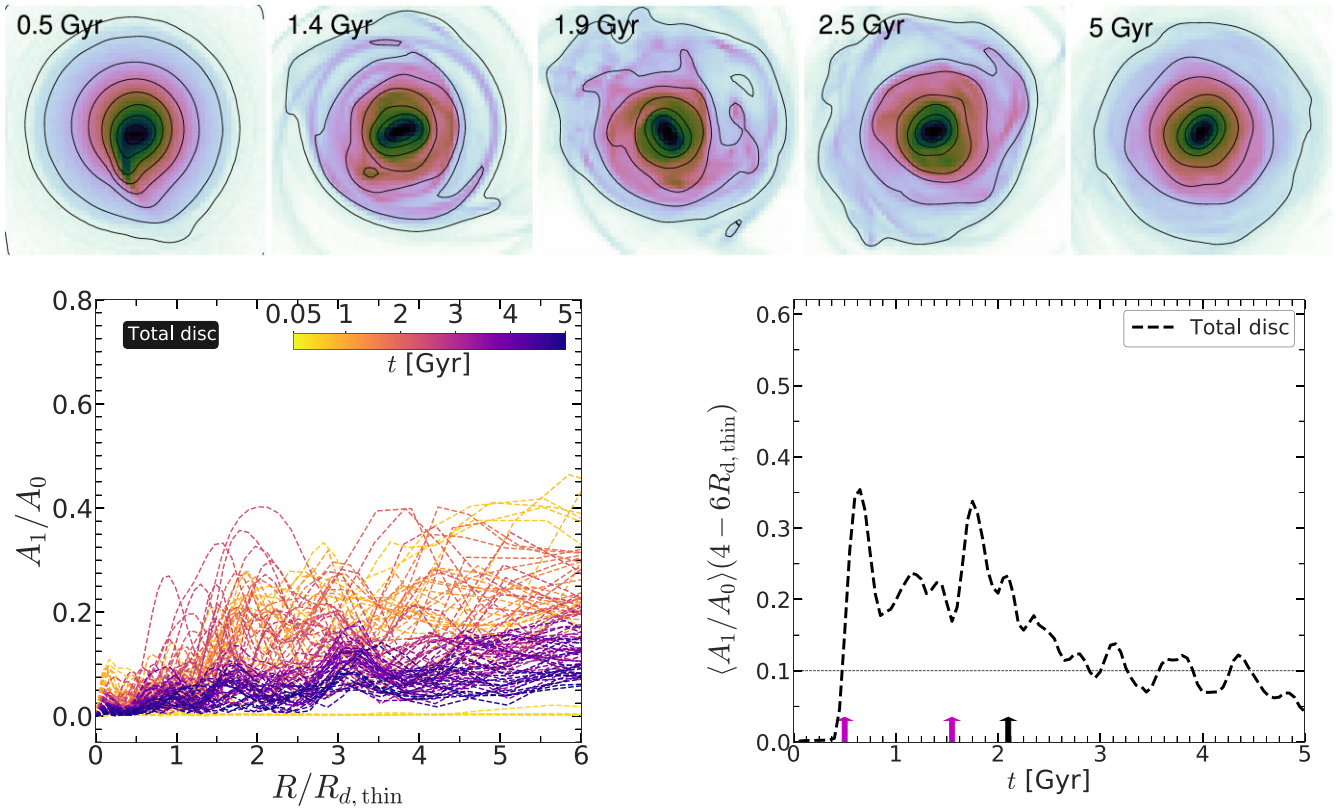 0.5 Gyr 1.4 Gyr 1.9 Gyr 2.5 Gyr 5 Gyr
0.8
0.6
0.4
0.2
0.0
A₁/A₀
Total disc
0.05 1 2 3 4 5
t [Gyr]
0 1 2 3 4 5 6
R/R_{d, thin}
0.6
0.5
0.4
0.3
0.2
0.1
0.0
⟨A₁/A₀⟩(4 − 6R_{d, thin})
Total disc
0 1 2 3 4 5
t [Gyr]